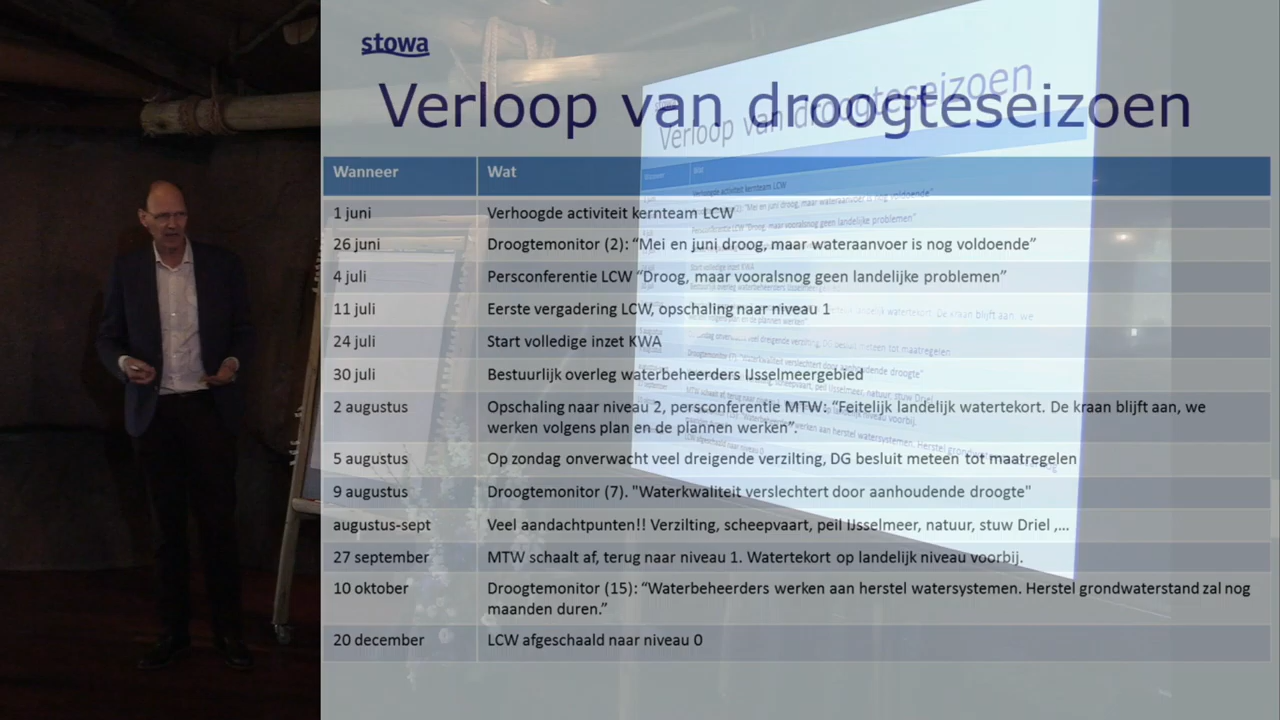 stowa
Verloop van droogteseizoen
Wanneer Wat
1 juni Verhoogde activiteit kernteam LCW
26 juni Droogtemonitor (2): “Mei en juni droog, maar wateraanvoer is nog voldoende”
4 juli Persconferentie LCW “Droog, maar vooralsnog geen landelijke problemen”
11 juli Eerste vergadering LCW, opschaling naar niveau 1
24 juli Start volledige inzet KWA
30 juli Bestuurlijk overleg waterbeheerders IJsselmeergebied
2 augustus Opschaling naar niveau 2, persconferentie MTW: “Feitelijk landelijk watertekort. De kraan blijft aan, we
werken volgens plan en de plannen werken”.
5 augustus Op zondag onverwacht veel dreigende verzilting, DG besluit meteen tot maatregelen
9 augustus Droogtemonitor (7). "Waterkwaliteit verslechtert door aanhoudende droogte"
augustus-sept Veel aandachtpunten!! Verzilting, scheepvaart, peil IJsselmeer, natuur, stuw Driel ,...
27 september MTW schaalt af, terug naar niveau 1. Watertekort op landelijk niveau voorbij.
10 oktober Droogtemonitor (15): “Waterbeheerders werken aan herstel watersystemen. Herstel grondwaterstand zal nog
maanden duren.”
20 december LCW afgeschaald naar niveau 0
Verloop van droogteseizoen